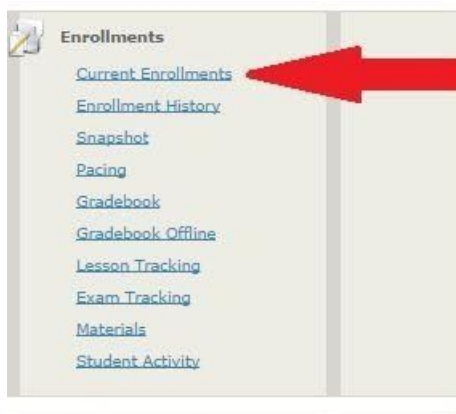 Enrollments
Current Enrollments
Enrollment History
Snapshot
Pacing
Gradebook
Gradebook Offline
Lesson Tracking
Exam Tracking
Materials
Student Activity